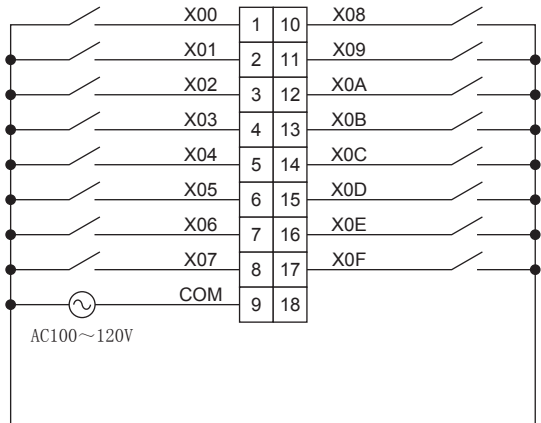 X00 1 10 X08
X01 2 11 X09
X02 3 12 X0A
X03 4 13 X0B
X04 5 14 X0C
X05 6 15 X0D
X06 7 16 X0E
X07 8 17 X0F
COM 9 18
AC100～120V